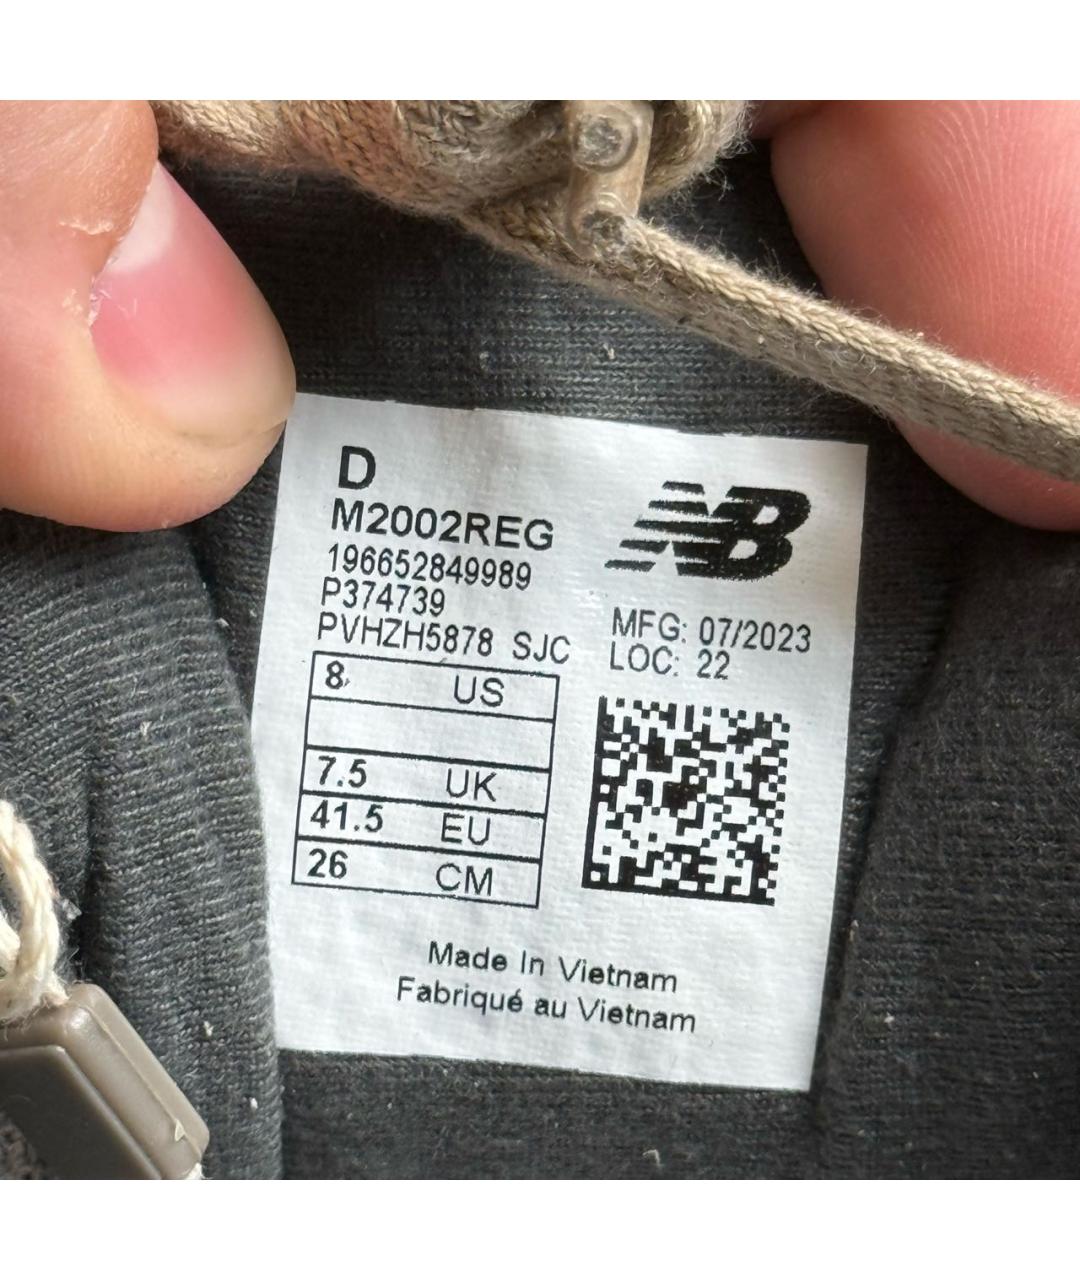 D
M2002REG
196652849989
P374739
PVHZH5878 SJC
NB
MFG: 07/2023
LOC: 22
8 US
7.5 UK
41.5 EU
26 CM
Made In Vietnam
Fabriqué au Vietnam